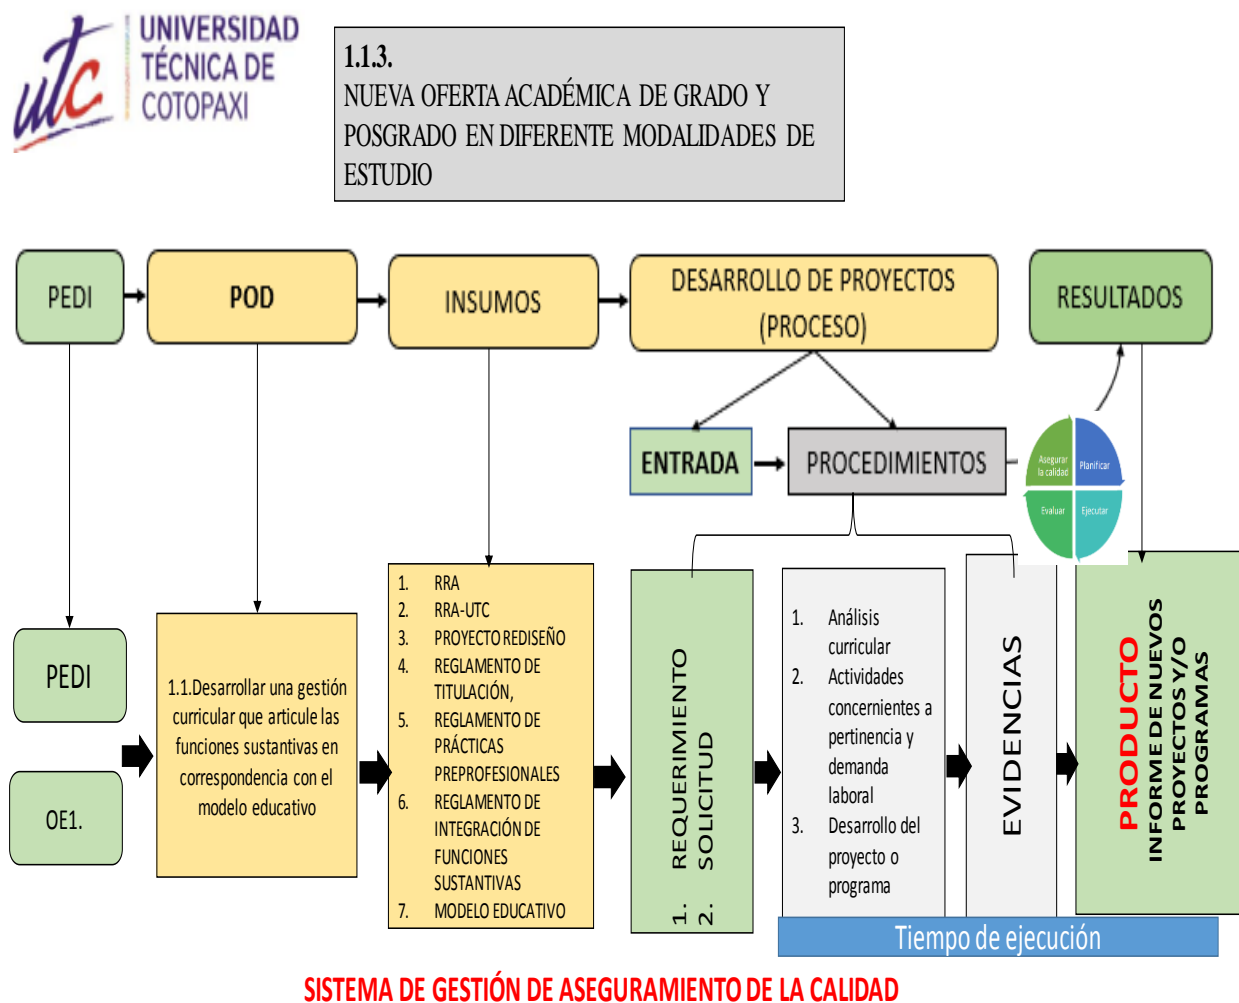 utc
UNIVERSIDAD
TÉCNICA DE
COTOPAXI
1.1.3.
NUEVA OFERTA ACADÉMICA DE GRADO Y
POSGRADO EN DIFERENTE MODALIDADES DE
ESTUDIO
PEDI
POD
INSUMOS
DESARROLLO DE PROYECTOS
(PROCESO)
RESULTADOS
ENTRADA
PROCEDIMIENTOS
Asegurar
la calidad
Planificar
Evaluar
Ejecutar
PEDI
OE1.
1.1.Desarrollar una gestión
curricular que articule las
funciones sustantivas en
correspondencia con el
modelo educativo
1. RRA
2. RRA-UTC
3. PROYECTO REDISEÑO
4. REGLAMENTO DE
TITULACIÓN,
5. REGLAMENTO DE
PRÁCTICAS
PREPROFESIONALES
6. REGLAMENTO DE
INTEGRACIÓN DE
FUNCIONES
SUSTANTIVAS
7. MODELO EDUCATIVO
1. REQUERIMIENTO
2. SOLICITUD
1. Análisis
curricular
2. Actividades
concernientes a
pertinencia y
demanda
laboral
3. Desarrollo del
proyecto o
programa
EVIDENCIAS
PRODUCTO
INFORME DE NUEVOS
PROYECTOS Y/O
PROGRAMAS
Tiempo de ejecución
SISTEMA DE GESTIÓN DE ASEGURAMIENTO DE LA CALIDAD